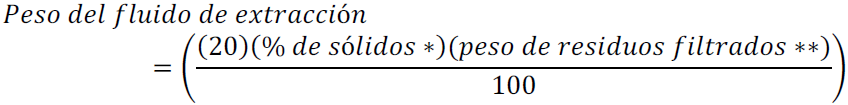 Peso del fluido de extracción
= ((20)(% de sólidos *)(peso de residuos filtrados **) / 100)